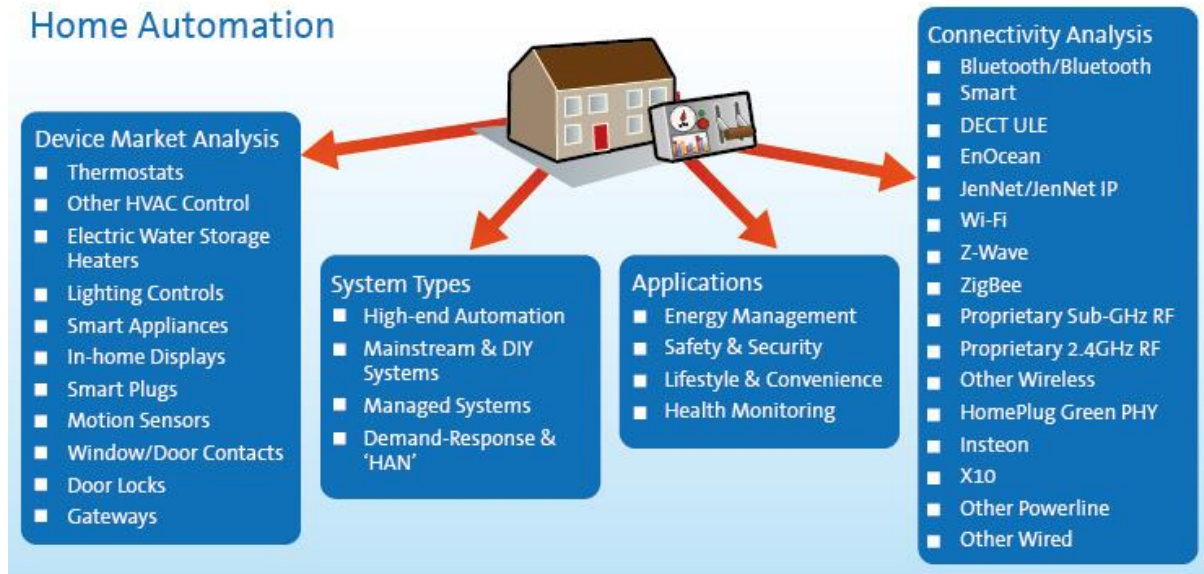 Home Automation
Device Market Analysis
Thermostats
Other HVAC Control
Electric Water Storage
Heaters
Lighting Controls
Smart Appliances
In-home Displays
Smart Plugs
Motion Sensors
Window/Door Contacts
Door Locks
Gateways
System Types
High-end Automation
Mainstream & DIY
Systems
Managed Systems
Demand-Response &
‘HAN’
Applications
Energy Management
Safety & Security
Lifestyle & Convenience
Health Monitoring
Connectivity Analysis
Bluetooth/Bluetooth
Smart
DECT ULE
EnOcean
JenNet/JenNet IP
Wi-Fi
Z-Wave
ZigBee
Proprietary Sub-GHz RF
Proprietary 2.4GHz RF
Other Wireless
HomePlug Green PHY
Insteon
X10
Other Powerline
Other Wired